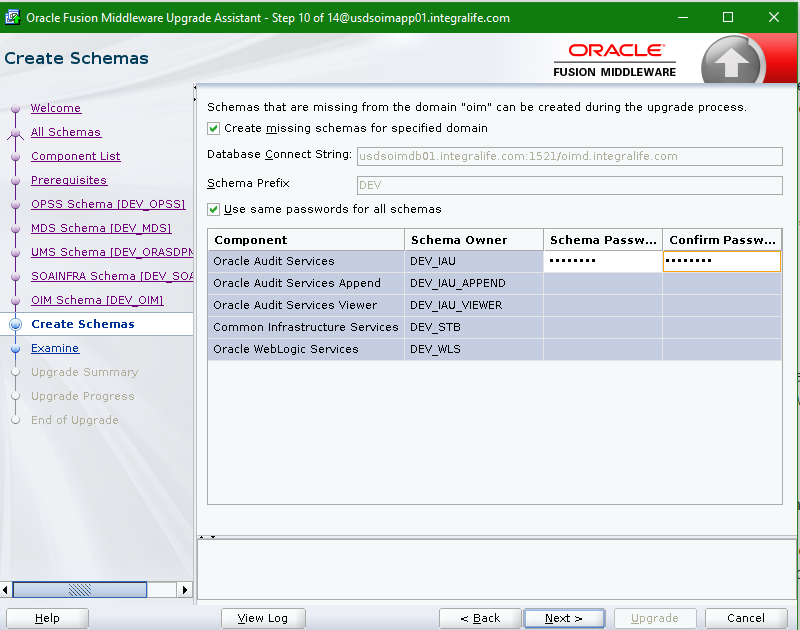 Oracle Fusion Middleware Upgrade Assistant - Step 10 of 14@usdsoimapp01.integralife.com
Create Schemas
ORACLE
FUSION MIDDLEWARE
Welcome
All Schemas
Component List
Prerequisites
OPSS Schema [DEV_OPSS]
MDS Schema [DEV_MDS]
UMS Schema [DEV_ORASDPM
SOAINFRA Schema [DEV_SOA
OIM Schema [DEV_OIM]
Create Schemas
Examine
Upgrade Summary
Upgrade Progress
End of Upgrade
Schemas that are missing from the domain "oim" can be created during the upgrade process.
Create missing schemas for specified domain
Database Connect String: usdsoimdb01.integralife.com:1521/oimd.integralife.com
Schema Prefix DEV
Use same passwords for all schemas
Component Schema Owner Schema Passw... Confirm Passw...
Oracle Audit Services DEV_IAU •••••••• ••••••••
Oracle Audit Services Append DEV_IAU_APPEND
Oracle Audit Services Viewer DEV_IAU_VIEWER
Common Infrastructure Services DEV_STB
Oracle WebLogic Services DEV_WLS
Help View Log < Back Next > Upgrade Cancel